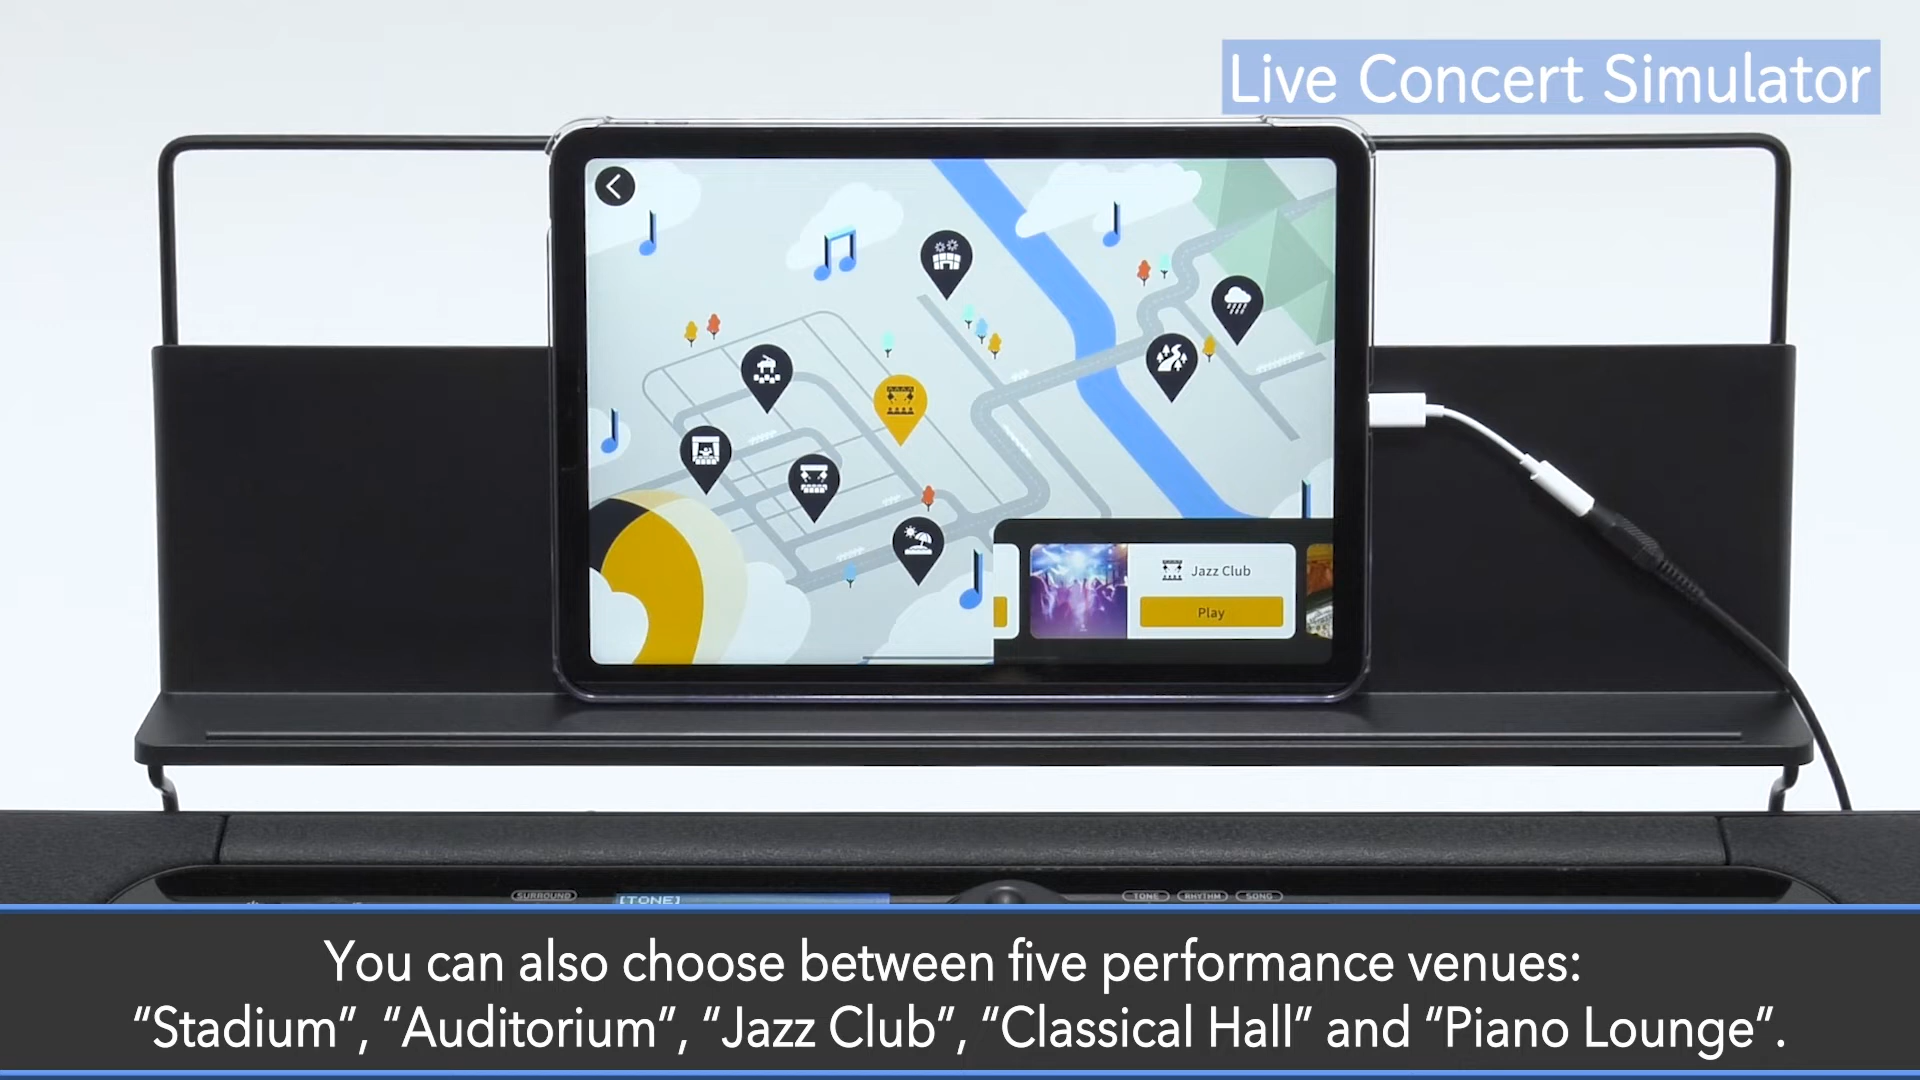 Live Concert Simulator
Jazz Club
Play
SURROUND
[TONE]
TONE
RHYTHM
SONG
You can also choose between five performance venues:
“Stadium”, “Auditorium”, “Jazz Club”, “Classical Hall” and “Piano Lounge”.